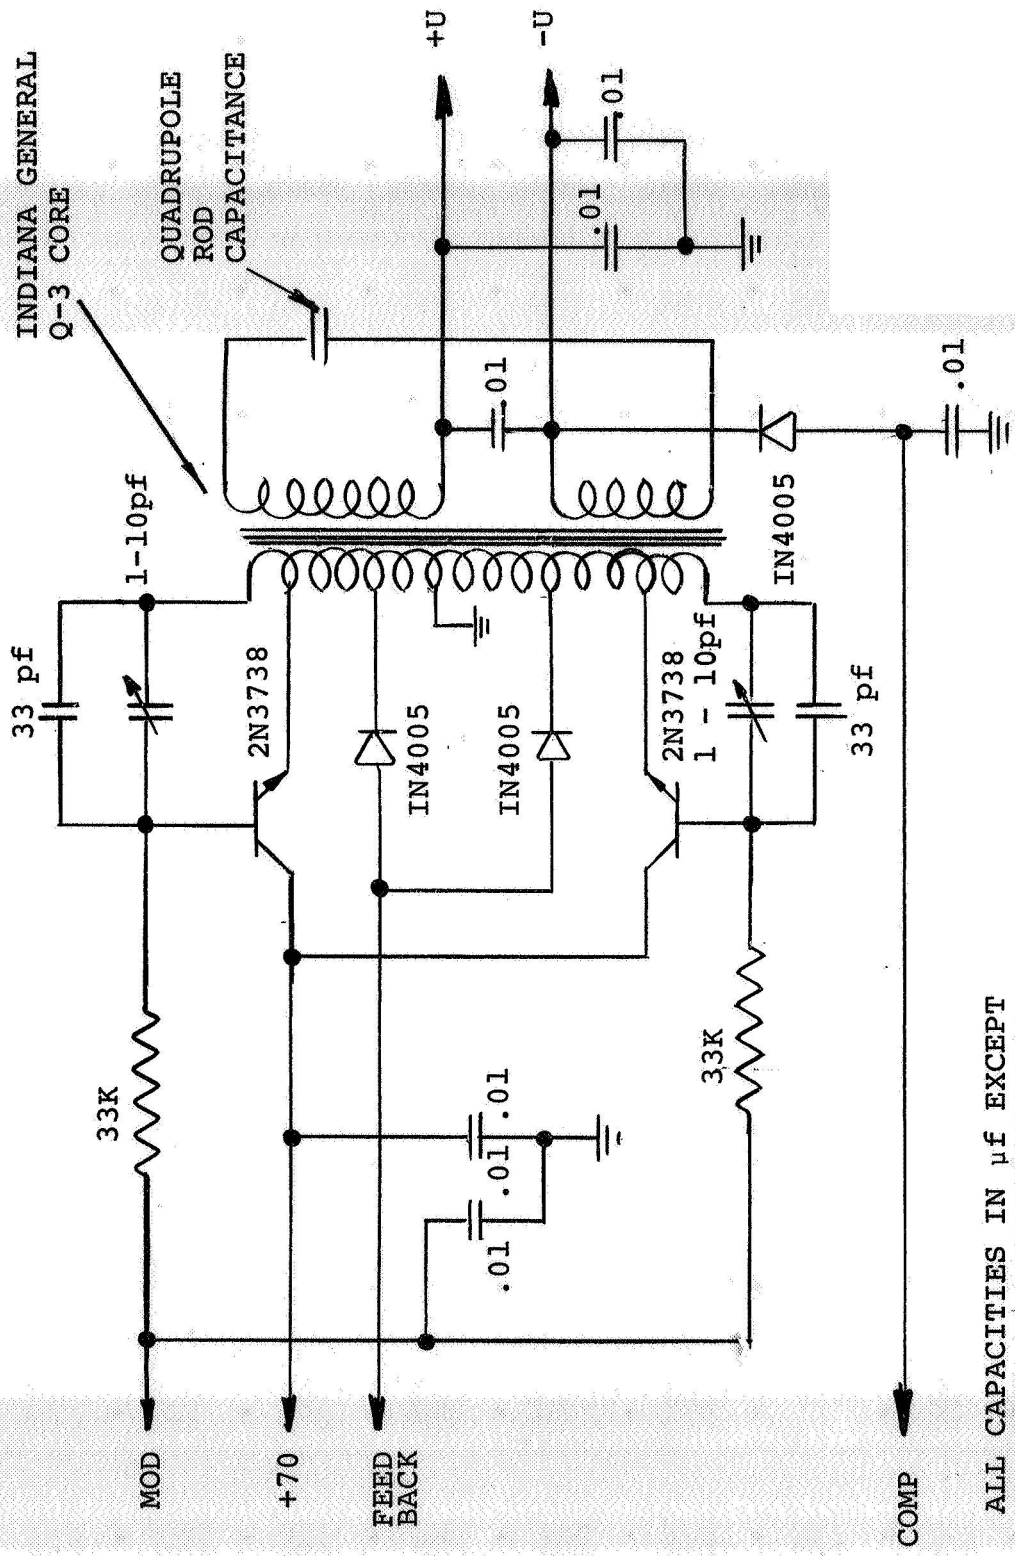 INDIANA GENERAL
Q-3 CORE
QUADRUPOLE
ROD
CAPACITANCE
+U
-U
33 pf
1-10pf
.01
.01
.01
.01
33K
2N3738
IN4005
IN4005
2N3738
1 - 10pf
IN4005
33 pf
33K
.01
.01
.01
MOD
+70
FEED
BACK
COMP
ALL CAPACITIES IN µf EXCEPT